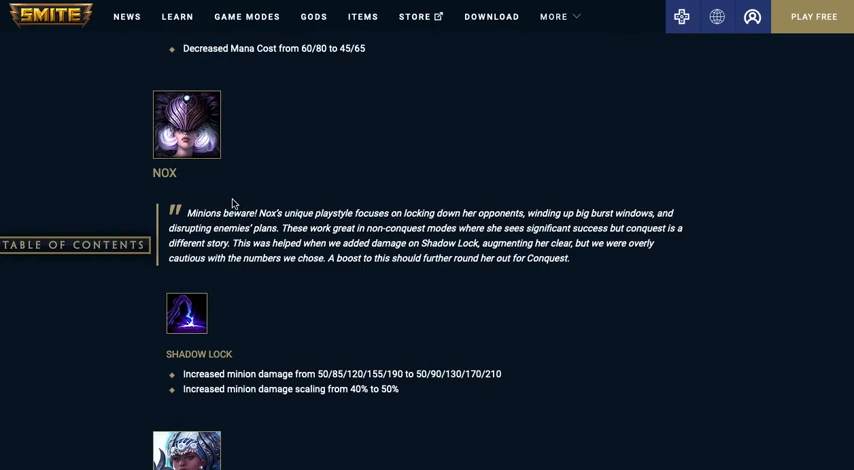 SMITE NEWS LEARN GAME MODES GODS ITEMS STORE DOWNLOAD MORE PLAY FREE
Decreased Mana Cost from 60/80 to 45/65
NOX
" Minions beware! Nox's unique playstyle focuses on locking down her opponents, winding up big burst windows, and
disrupting enemies' plans. These work great in non-conquest modes where she sees significant success but conquest is a
TABLE OF CONTENTS
different story. This was helped when we added damage on Shadow Lock, augmenting her clear, but we were overly
cautious with the numbers we chose. A boost to this should further round her out for Conquest.
SHADOW LOCK
Increased minion damage from 50/85/120/155/190 to 50/90/130/170/210
Increased minion damage scaling from 40% to 50%